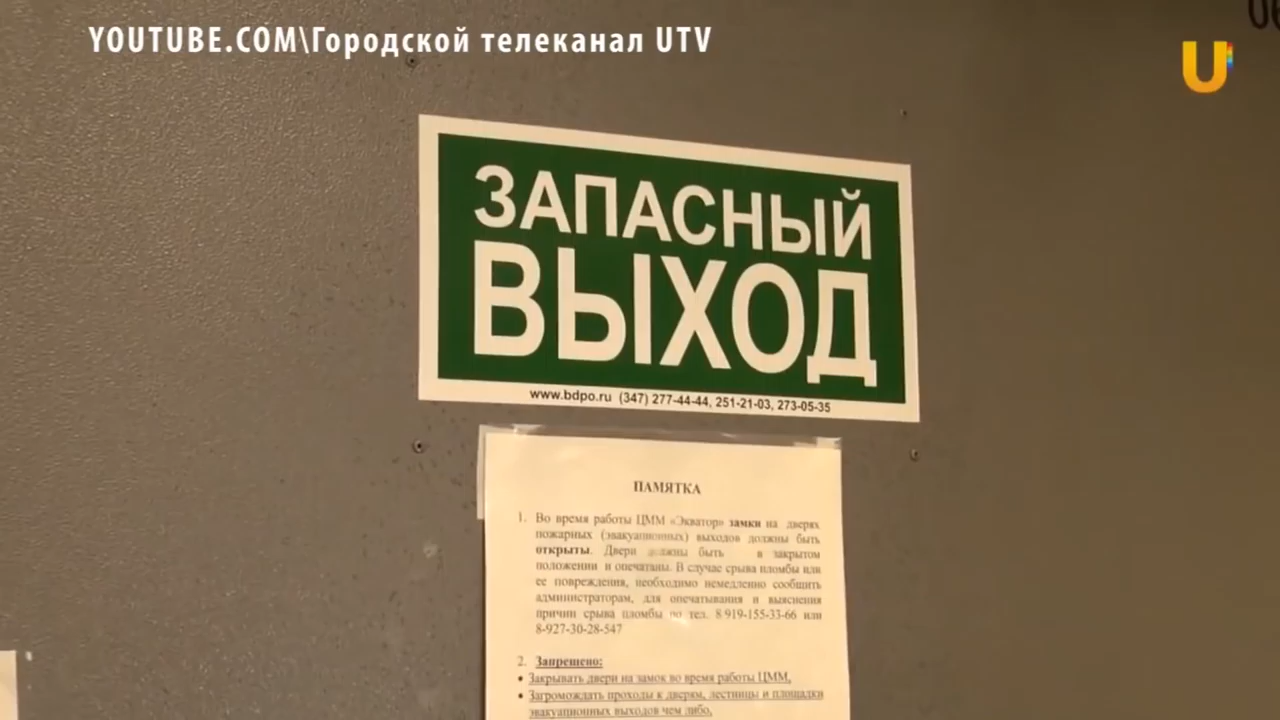 YOUTUBE.COM\Городской телеканал UTV
U
ЗАПАСНЫЙ
ВЫХОД
www.bdpo.ru (347) 277-44-44, 251-21-03, 273-05-35
ПАМЯТКА
1. Во время работы ЦММ «Экватор» замки на дверях
пожарных (эвакуационных) выходов должны быть
открыты. Двери должны быть в закрытом
положении и опечатаны. В случае срыва пломбы или
ее повреждения, необходимо немедленно сообщить
администраторам, для опечатывания и выяснения
причин срыва пломбы по тел. 8 919-155-33-66 или
8-927-30-28-547
2. Запрещено:
• Закрывать двери на замок во время работы ЦММ,
• Загромождать проходы к дверям, лестницы и площадки
эвакуационных выходов чем либо,